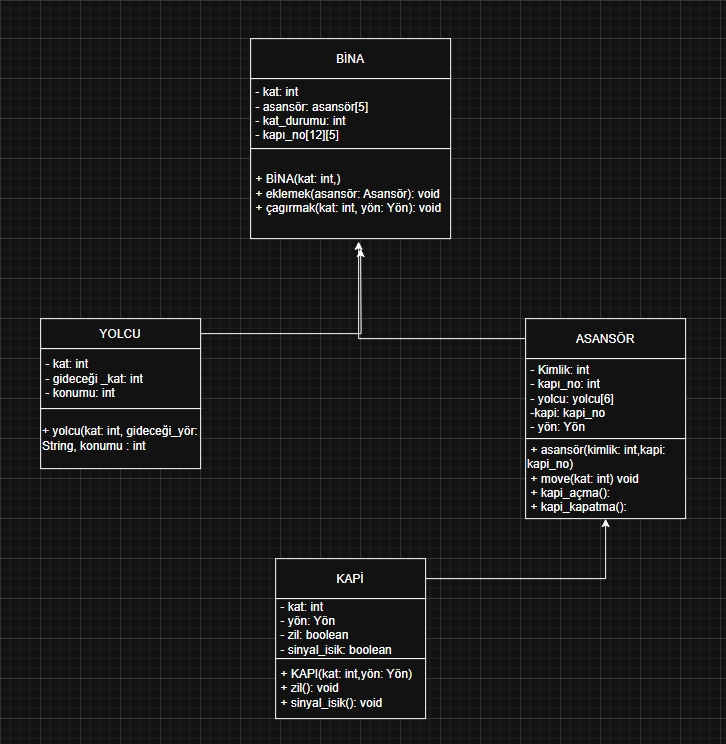 BİNA
- kat: int
- asansör: asansör[5]
- kat_durumu: int
- kapı_no[12][5]
+ BİNA(kat: int,)
+ eklemek(asansör: Asansör): void
+ çagırmak(kat: int, yön: Yön): void
YOLCU
- kat: int
- gideceği _kat: int
- konumu: int
+ yolcu(kat: int, gideceği_yör:
String, konumu : int
ASANSÖR
- Kimlik: int
- kapı_no: int
- yolcu: yolcu[6]
-kapi: kapi_no
- yön: Yön
+ asansör(kimlik: int,kapi:
kapi_no)
+ move(kat: int) void
+ kapi_açma():
+ kapi_kapatma():
KAPİ
- kat: int
- yön: Yön
- zil: boolean
- sinyal_isik: boolean
+ KAPI(kat: int,yön: Yön)
+ zil(): void
+ sinyal_isik(): void